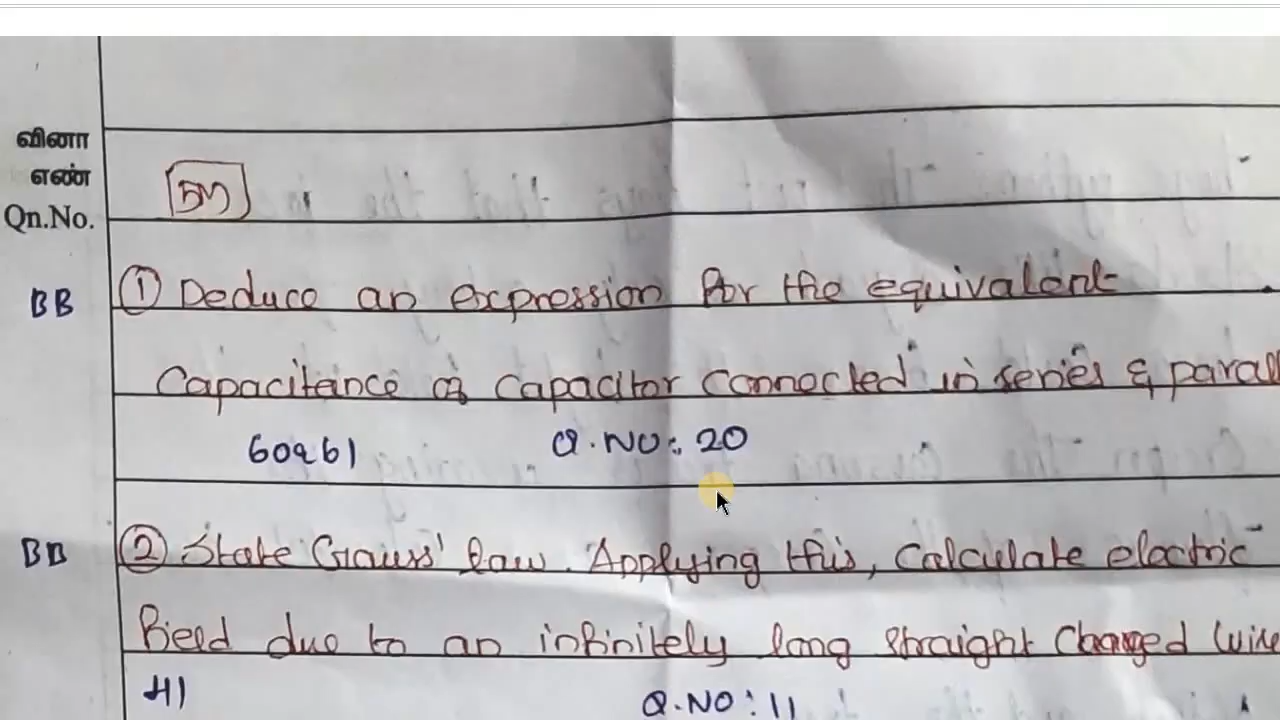 வினா
எண்
Qn.No.
5M
BB ① Deduce an expression for the equivalent
Capacitance of Capacitor Connected in series & parall
60261 Q.NO: 20
BB ② State Gauss' law. Applying this, Calculate electric
field due to an infinitely long straight Charged wire
41 Q.NO: 11